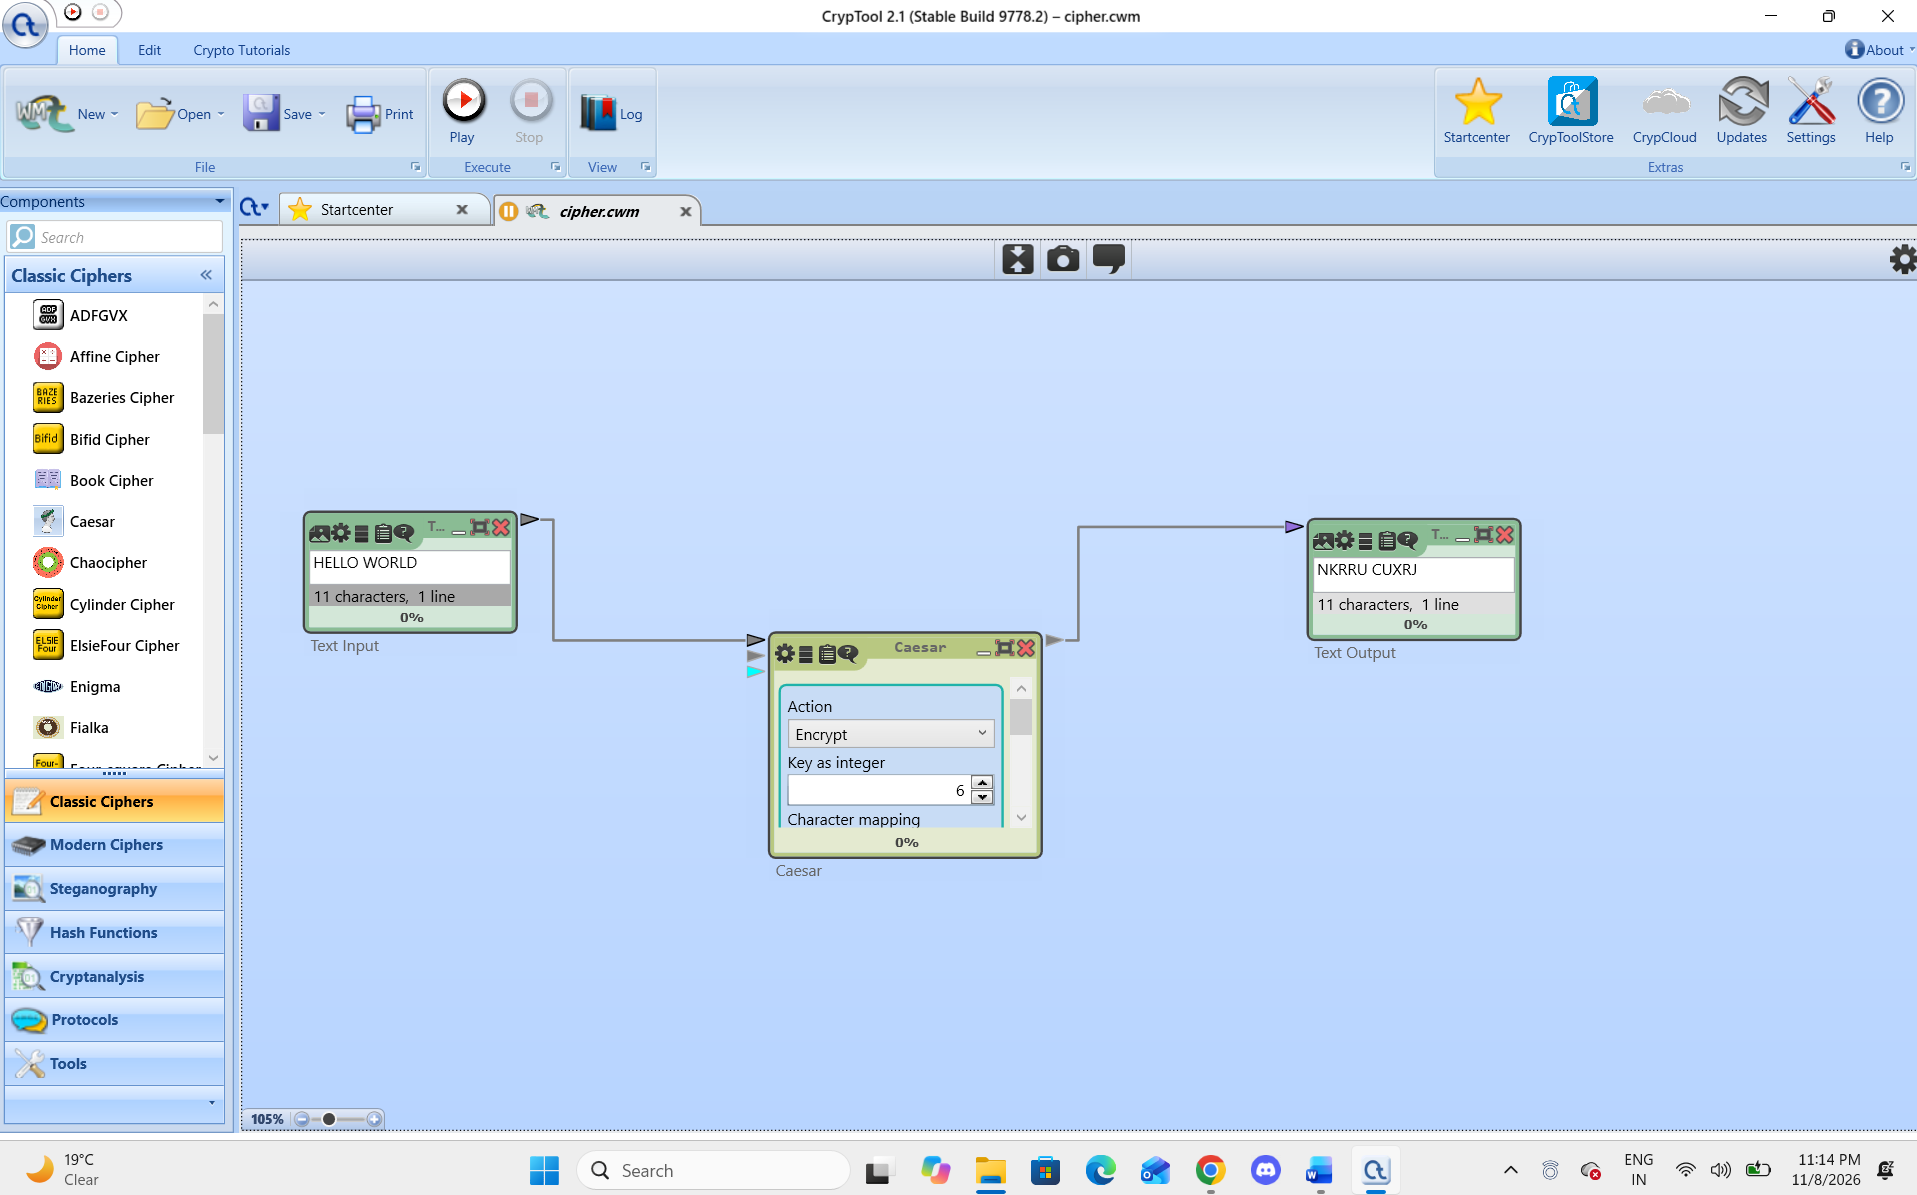 CrypTool 2.1 (Stable Build 9778.2) – cipher.cwm
Home Edit Crypto Tutorials About
New Open Save Print Play Stop Log
File Execute View
Startcenter CrypToolStore CrypCloud Updates Settings Help
Extras
Components
Startcenter cipher.cwm
Search
Classic Ciphers
ADFGVX
Affine Cipher
Bazeries Cipher
Bifid Cipher
Book Cipher
Caesar
Chaocipher
Cylinder Cipher
ElsieFour Cipher
Enigma
Fialka
Four-square Cipher
Classic Ciphers
Modern Ciphers
Steganography
Hash Functions
Cryptanalysis
Protocols
Tools
T...
HELLO WORLD
11 characters, 1 line
0%
Text Input
Caesar
Action
Encrypt
Key as integer
6
Character mapping
0%
Caesar
T...
NKRRU CUXRJ
11 characters, 1 line
0%
Text Output
105%
19°C
Clear
Search
ENG
IN
11:14 PM
11/8/2026